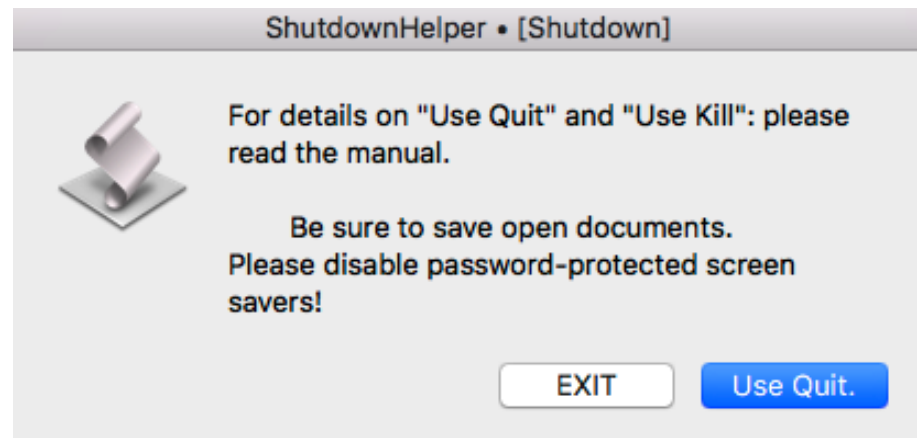 ShutdownHelper • [Shutdown]
For details on "Use Quit" and "Use Kill": please
read the manual.
Be sure to save open documents.
Please disable password-protected screen
savers!
EXIT
Use Quit.